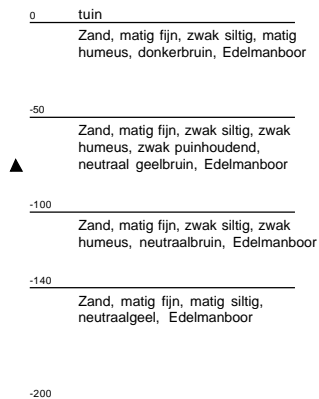 0 tuin
Zand, matig fijn, zwak siltig, matig
humeus, donkerbruin, Edelmanboor
-50
Zand, matig fijn, zwak siltig, zwak
humeus, zwak puinhoudend,
neutraal geelbruin, Edelmanboor
-100
Zand, matig fijn, zwak siltig, zwak
humeus, neutraalbruin, Edelmanboor
-140
Zand, matig fijn, matig siltig,
neutraalgeel, Edelmanboor
-200